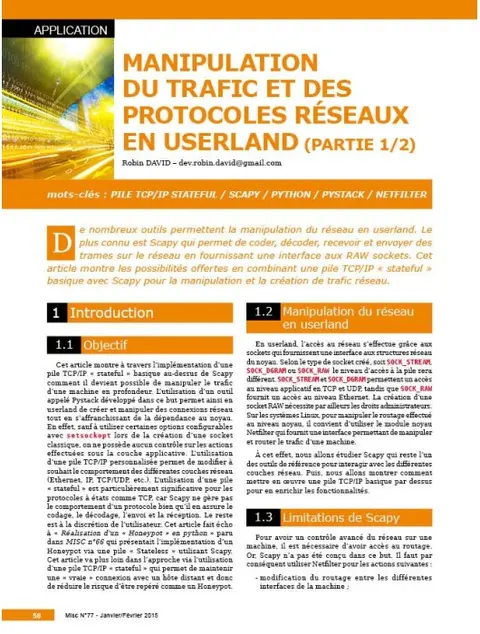 APPLICATION
MANIPULATION
DU TRAFIC ET DES
PROTOCOLES RÉSEAUX
EN USERLAND (PARTIE 1/2)
Robin DAVID – dev.robin.david@gmail.com
mots-clés : PILE TCP/IP STATEFUL / SCAPY / PYTHON / PYSTACK / NETFILTER
De nombreux outils permettent la manipulation du réseau en userland. Le
plus connu est Scapy qui permet de coder, décoder, recevoir et envoyer des
trames sur le réseau en fournissant une interface aux RAW sockets. Cet
article montre les possibilités offertes en combinant une pile TCP/IP « stateful »
basique avec Scapy pour la manipulation et la création de trafic réseau.
1 Introduction
1.1 Objectif
Cet article montre à travers l'implémentation d'une
pile TCP/IP « stateful » basique au-dessus de Scapy
comment il devient possible de manipuler le trafic
d'une machine en profondeur. L'utilisation d'un outil
appelé Pystack développé dans ce but permet ainsi en
userland de créer et manipuler des connexions réseau
tout en s'affranchissant de la dépendance au noyau.
En effet, sauf à utiliser certaines options configurables
avec setsockopt lors de la création d'une socket
classique, on ne possède aucun contrôle sur les actions
effectuées sous la couche applicative. L'utilisation
d'une pile TCP/IP personnalisée permet de modifier à
souhait le comportement des différentes couches réseau
(Ethernet, IP, TCP/UDP, etc.). L'utilisation d'une pile
« stateful » est particulièrement significative pour les
protocoles à états comme TCP, car Scapy ne gère pas
le comportement d'un protocole bien qu'il en assure le
codage, le décodage, l'envoi et la réception. Le reste
est à la discrétion de l'utilisateur. Cet article fait écho
à « Réalisation d'un « Honeypot » en python » paru
dans MISC n°66 qui présentait l'implémentation d'un
Honeypot via une pile « Stateless » utilisant Scapy.
Cet article va plus loin dans l'approche via l'utilisation
d'une pile TCP/IP « stateful » qui permet de maintenir
une « vraie » connexion avec un hôte distant et donc
de réduire le risque d'être repéré comme un Honeypot.
1.2 Manipulation du réseau
en userland
En userland, l'accès au réseau s'effectue grâce aux
sockets qui fournissent une interface aux structures réseau
du noyau. Selon le type de socket créé, soit SOCK_STREAM,
SOCK_DGRAM ou SOCK_RAW le niveau d'accès à la pile sera
différent. SOCK_STREAM et SOCK_DGRAM permettent un accès
au niveau applicatif en TCP et UDP, tandis que SOCK_RAW
fournit un accès au niveau Ethernet. La création d'une
socket RAW nécessite par ailleurs les droits administrateurs.
Sur les systèmes Linux, pour manipuler le routage effectué
au niveau noyau, il convient d'utiliser le module noyau
Netfilter qui fournit une interface permettant de manipuler
et router le trafic d'une machine.
À cet effet, nous allons étudier Scapy qui reste l'un
des outils de référence pour interagir avec les différentes
couches réseau. Puis, nous allons montrer comment
mettre en œuvre une pile TCP/IP basique par dessus
pour en enrichir les fonctionnalités.
1.3 Limitations de Scapy
Pour avoir un contrôle avancé du réseau sur une
machine, il est nécessaire d'avoir accès au routage.
Or, Scapy n'a pas été conçu dans ce but. Il faut par
conséquent utiliser Netfilter pour les actions suivantes :
- modification du routage entre les différentes
interfaces de la machine ;
56 Misc N°77 - Janvier/Février 2015